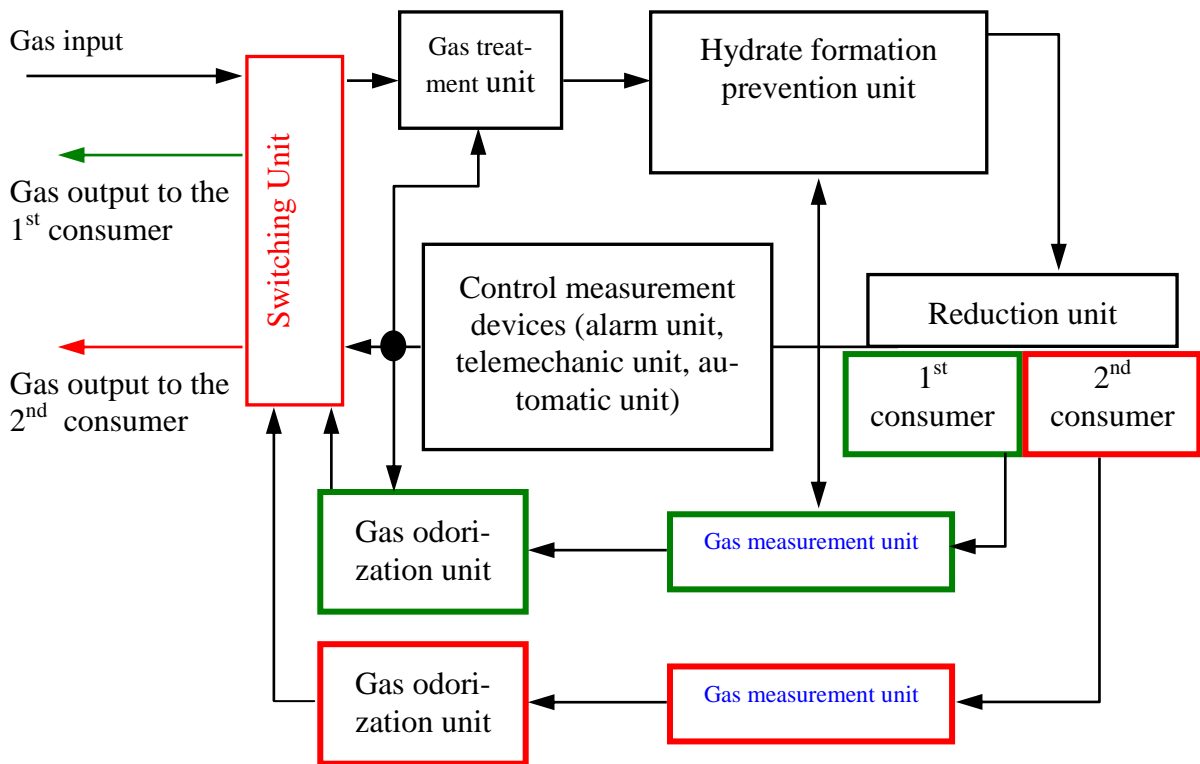 Gas input
Gas treat-
ment unit
Hydrate formation
prevention unit
Switching Unit
Gas output to the
1st consumer
Control measurement
devices (alarm unit,
telemechanic unit, au-
tomatic unit)
Reduction unit
Gas output to the
2nd consumer
1st
consumer
2nd
consumer
Gas odori-
zation unit
Gas measurement unit
Gas odori-
zation unit
Gas measurement unit